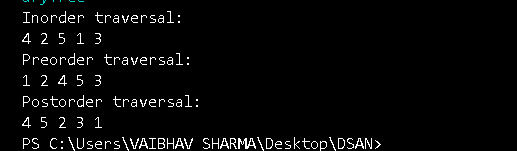 Inorder traversal:
4 2 5 1 3
Preorder traversal:
1 2 4 5 3
Postorder traversal:
4 5 2 3 1
PS C:\Users\VAIBHAV SHARMA\Desktop\DSAN>